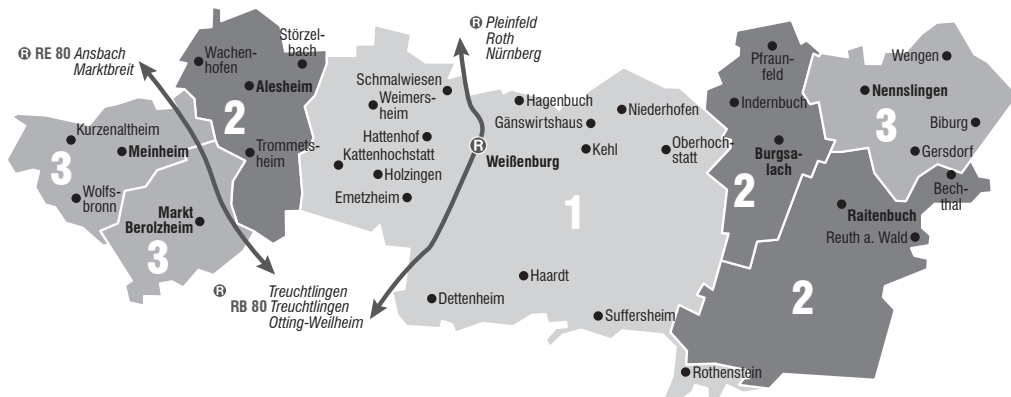 Ⓡ RE 80 Ansbach
Marktbreit
Wachen-
hofen
Störzel-
bach
Alesheim
2
Trommets-
heim
Kurzenaltheim
Meinheim
3
Wolfs-
bronn
Markt
Berolzheim
3
Ⓡ
RB 80
Treuchtlingen
Treuchtlingen
Otting-Weilheim
Ⓡ Pleinfeld
Roth
Nürnberg
Schmalwiesen
Weimers-
heim
Hattenhof
Kattenhochstatt
Holzingen
Emetzheim
Ⓡ
Weißenburg
Hagenbuch
Gänswirtshaus
Niederhofen
Kehl
Oberhoch-
statt
1
Haardt
Dettenheim
Suffersheim
Rothenstein
Pfraun-
feld
Indernbuch
Burgsa-
lach
2
Wengen
Nennslingen
3
Biburg
Gersdorf
Bech-
thal
Raitenbuch
Reuth a. Wald
2